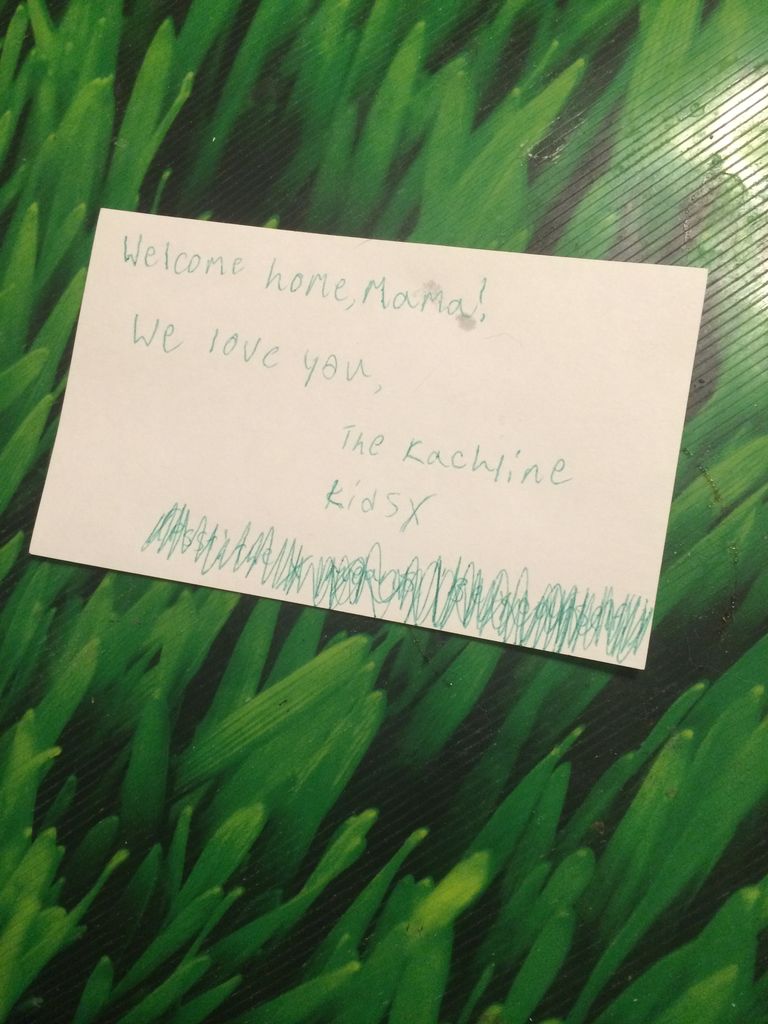 Welcome home, Mama!
We love you,
The Kachline
Kids X